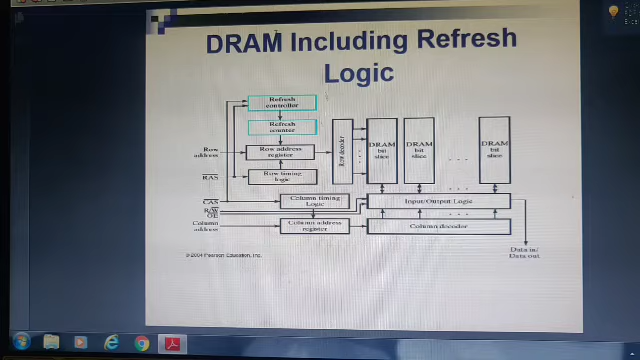 DRAM Including Refresh
Logic
Refresh
controller
Refresh
counter
Row
address
Row address
register
Row decoder
DRAM
bit
slice
DRAM
bit
slice
DRAM
bit
slice
. . .
RAS
Row timing
logic
CAS
R/W
OE
Column timing
Logic
Input/Output Logic
Column
address
Column address
register
Column decoder
Data in/
Data out
© 2004 Pearson Education, Inc.